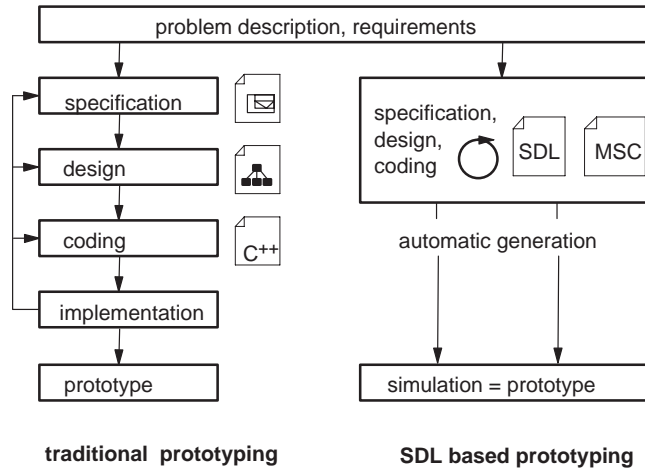 problem description, requirements
specification
design
coding
C++
implementation
prototype
traditional prototyping
specification,
design,
coding
SDL
MSC
automatic generation
simulation = prototype
SDL based prototyping